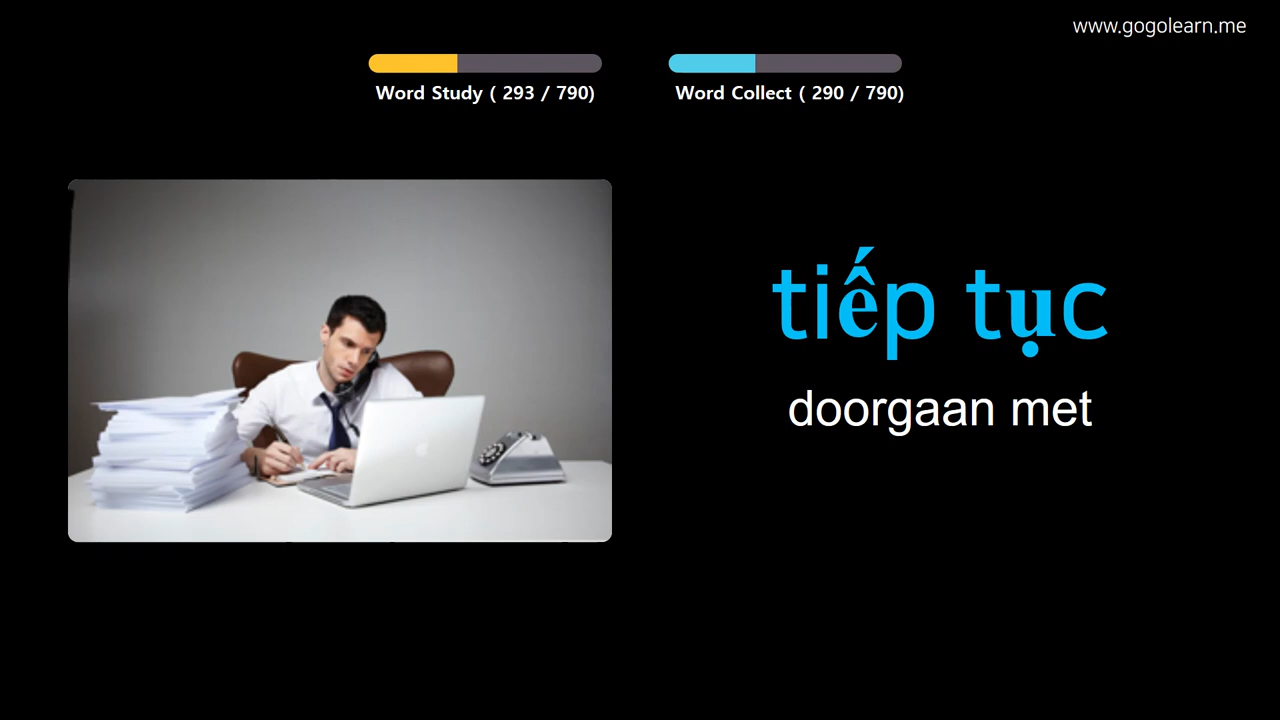 www.gogolearn.me
Word Study ( 293 / 790)
Word Collect ( 290 / 790)
tiếp tục
doorgaan met